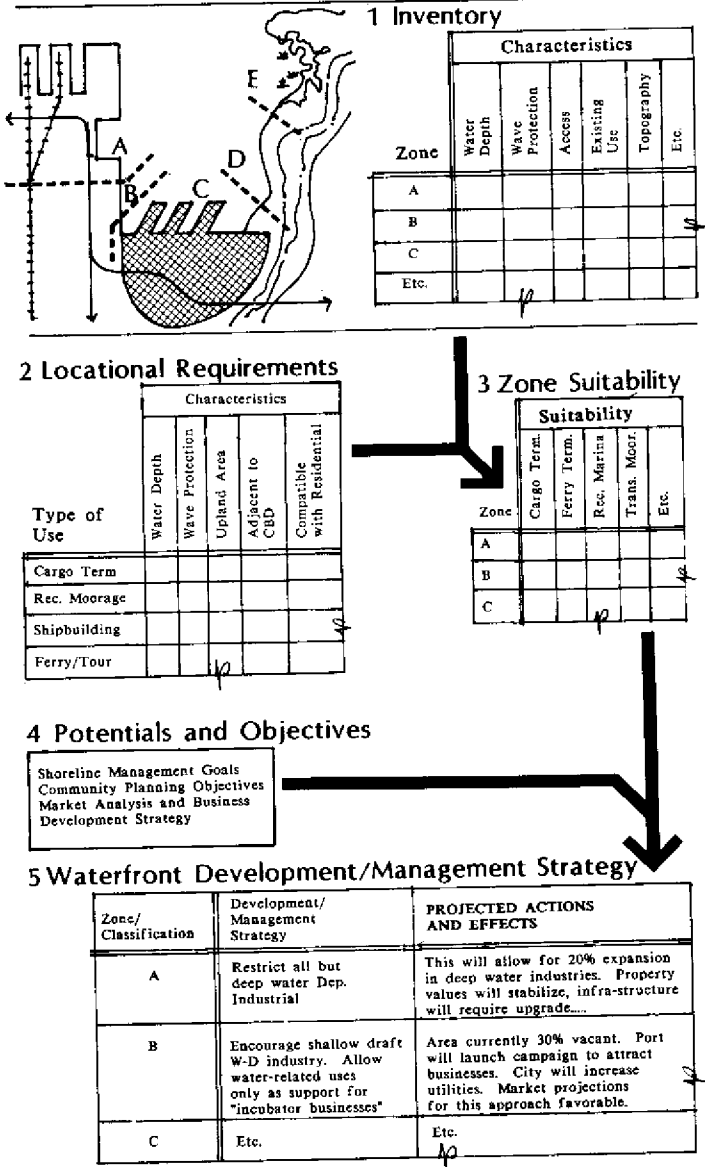 1 Inventory
Characteristics
Zone
Water Depth
Wave Protection
Access
Existing Use
Topography
Etc.
A
B
C
Etc.
A
B
C
D
E
2 Locational Requirements
Characteristics
Type of
Use
Water Depth
Wave Protection
Upland Area
Adjacent to CBD
Compatible with Residential
Cargo Term
Rec. Moorage
Shipbuilding
Ferry/Tour
3 Zone Suitability
Suitability
Zone
Cargo Term.
Ferry Term.
Rec. Marina
Trans. Moor.
Etc.
A
B
C
4 Potentials and Objectives
Shoreline Management Goals
Community Planning Objectives
Market Analysis and Business
Development Strategy
5 Waterfront Development/Management Strategy
Zone/
Classification
Development/
Management
Strategy
PROJECTED ACTIONS
AND EFFECTS
A
Restrict all but
deep water Dep.
Industrial
This will allow for 20% expansion
in deep water industries. Property
values will stabilize, infra-structure
will require upgrade.....
B
Encourage shallow draft
W-D industry. Allow
water-related uses
only as support for
"incubator businesses"
Area currently 30% vacant. Port
will launch campaign to attract
businesses. City will increase
utilities. Market projections
for this approach favorable.
C
Etc.
Etc.